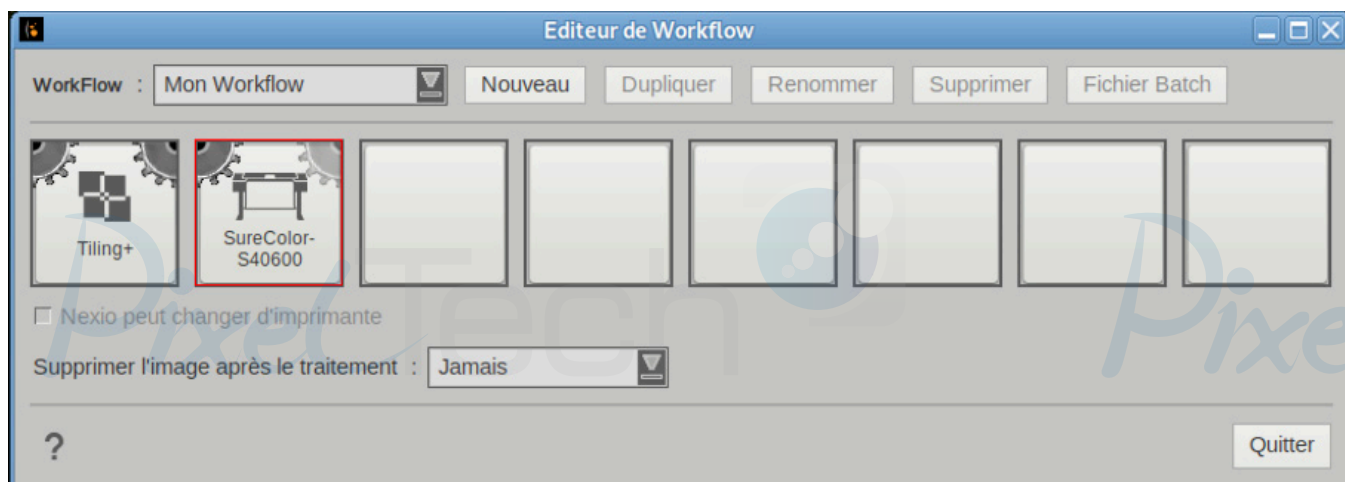 Editeur de Workflow
WorkFlow : Mon Workflow Nouveau Dupliquer Renommer Supprimer Fichier Batch
Tiling+
SureColor-
S40600
Nexio peut changer d'imprimante
Supprimer l'image après le traitement : Jamais
? Quitter
PixelTech
Pixe